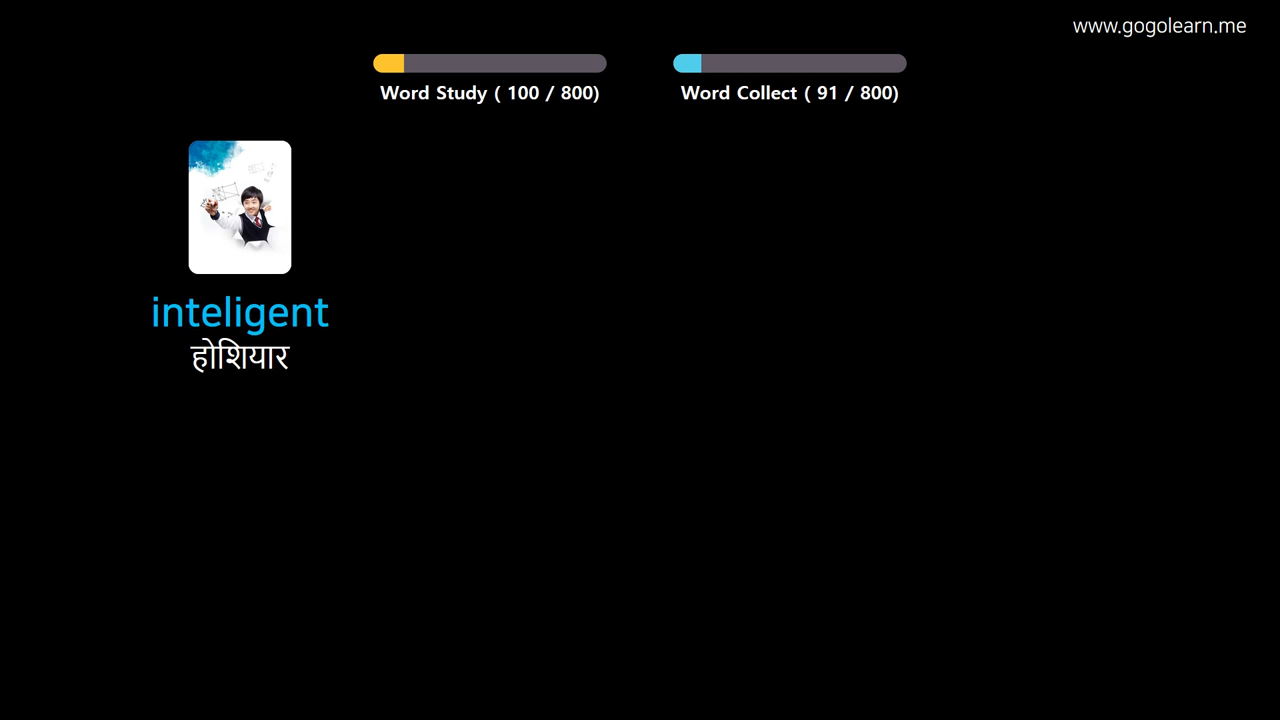 www.gogolearn.me
Word Study ( 100 / 800)
Word Collect ( 91 / 800)
inteligent
होशियार